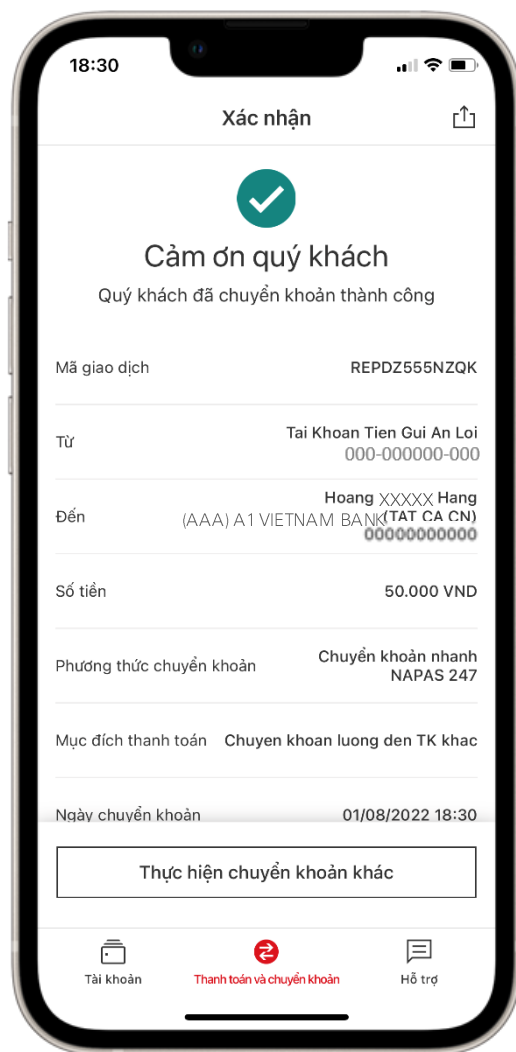 18:30
Xác nhận
Cảm ơn quý khách
Quý khách đã chuyển khoản thành công
Mã giao dịch REPDZ555NZQK
Từ Tai Khoan Tien Gui An Loi
000-000000-000
Đến Hoang XXXXX Hang
(AAA) A1 VIETNAM BANK (TAT CA CN)
00000000000
Số tiền 50.000 VND
Phương thức chuyển khoản Chuyển khoản nhanh
NAPAS 247
Mục đích thanh toán Chuyen khoan luong den TK khac
Ngày chuyển khoản 01/08/2022 18:30
Thực hiện chuyển khoản khác
Tài khoản Thanh toán và chuyển khoản Hỗ trợ